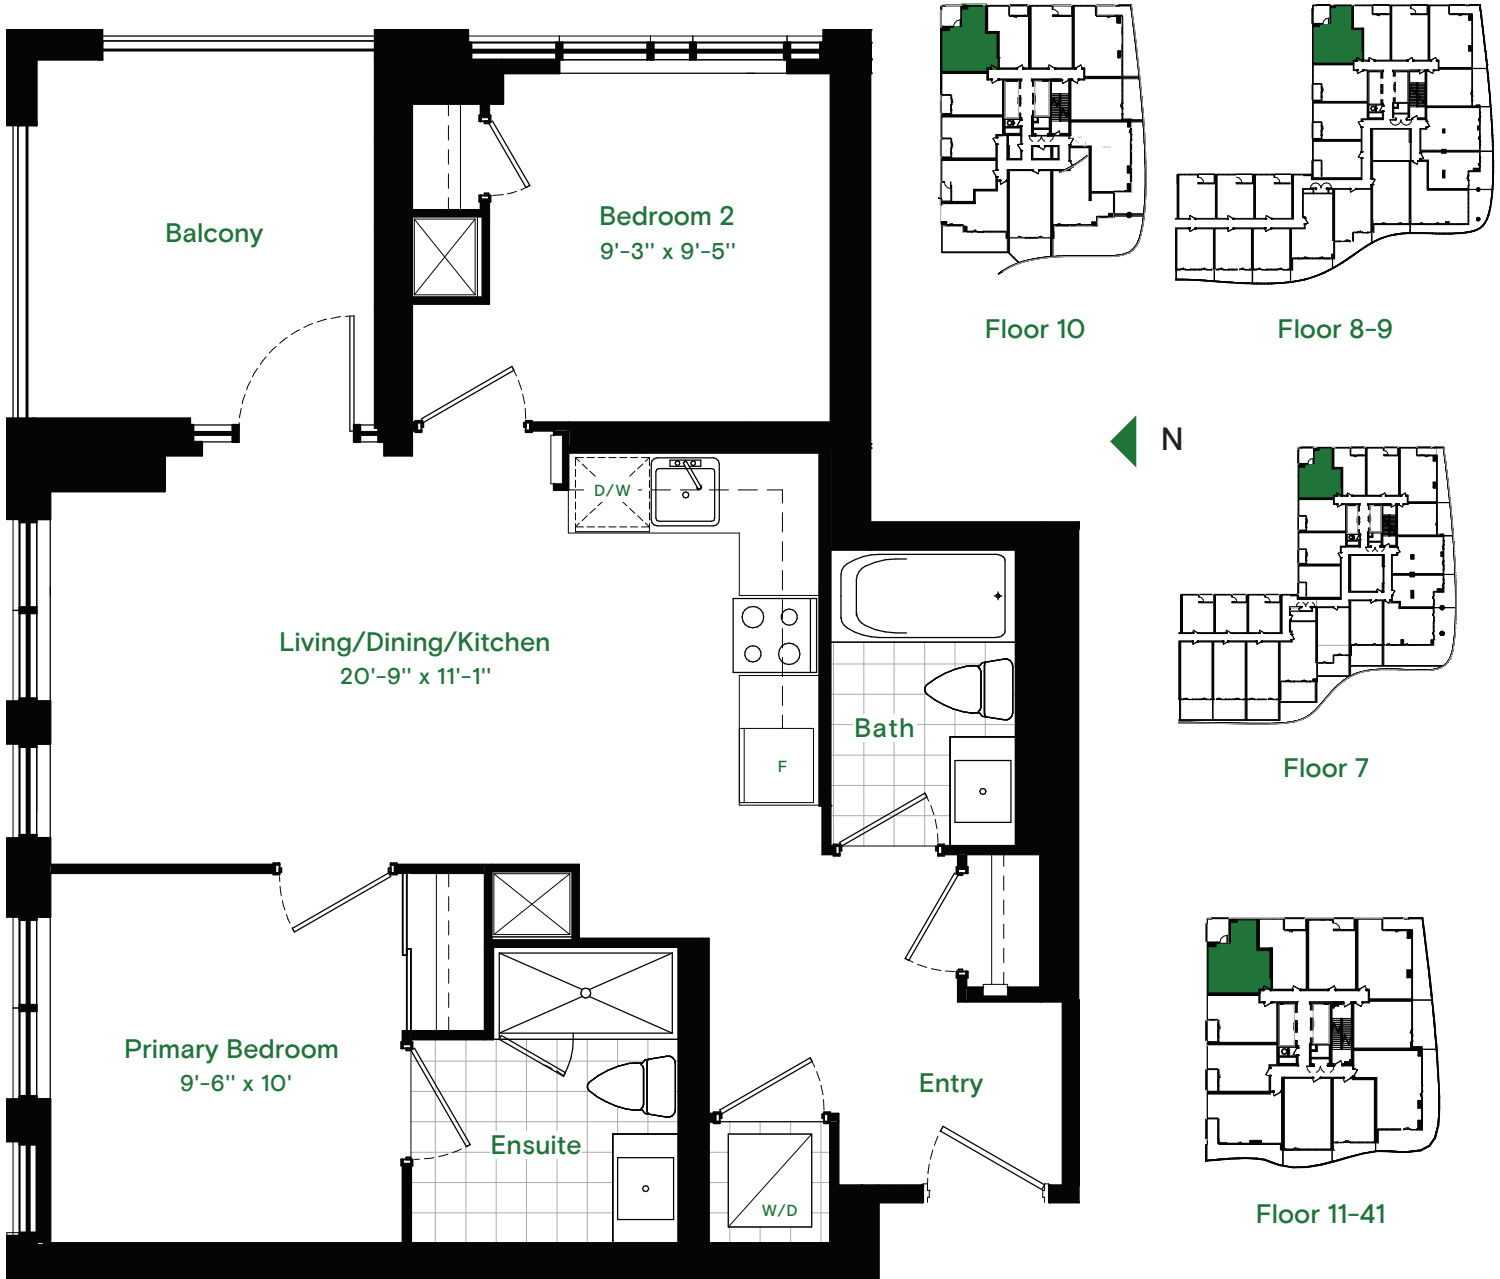 Balcony
Bedroom 2
9'-3" x 9'-5"
D/W
Living/Dining/Kitchen
20'-9" x 11'-1"
Bath
F
Primary Bedroom
9'-6" x 10'
Ensuite
Entry
W/D
Floor 10
Floor 8-9
N
Floor 7
Floor 11-41